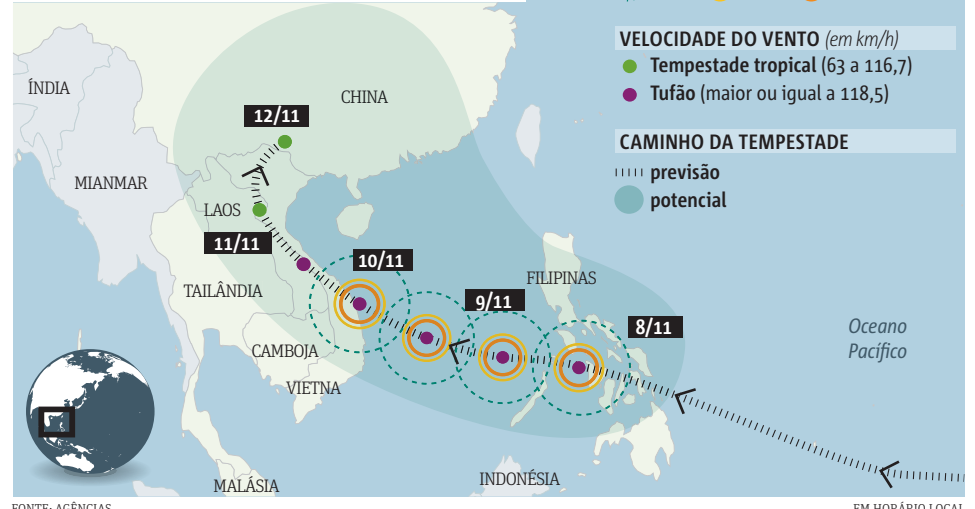 VELOCIDADE DO VENTO (em km/h)
Tempestade tropical (63 a 116,7)
Tufão (maior ou igual a 118,5)
CAMINHO DA TEMPESTADE
previsão
potencial
ÍNDIA
CHINA
12/11
MIANMAR
LAOS
11/11
10/11
TAILÂNDIA
FILIPINAS
9/11
8/11
Oceano
Pacífico
CAMBOJA
VIETNA
MALÁSIA
INDONÉSIA
FONTE: AGÊNCIAS
EM HORÁRIO LOCAL